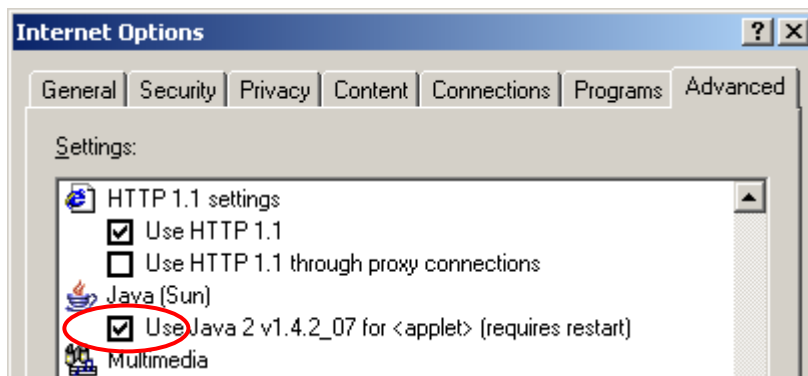 Internet Options
General Security Privacy Content Connections Programs Advanced
Settings:
HTTP 1.1 settings
Use HTTP 1.1
Use HTTP 1.1 through proxy connections
Java (Sun)
Use Java 2 v1.4.2_07 for <applet> (requires restart)
Multimedia